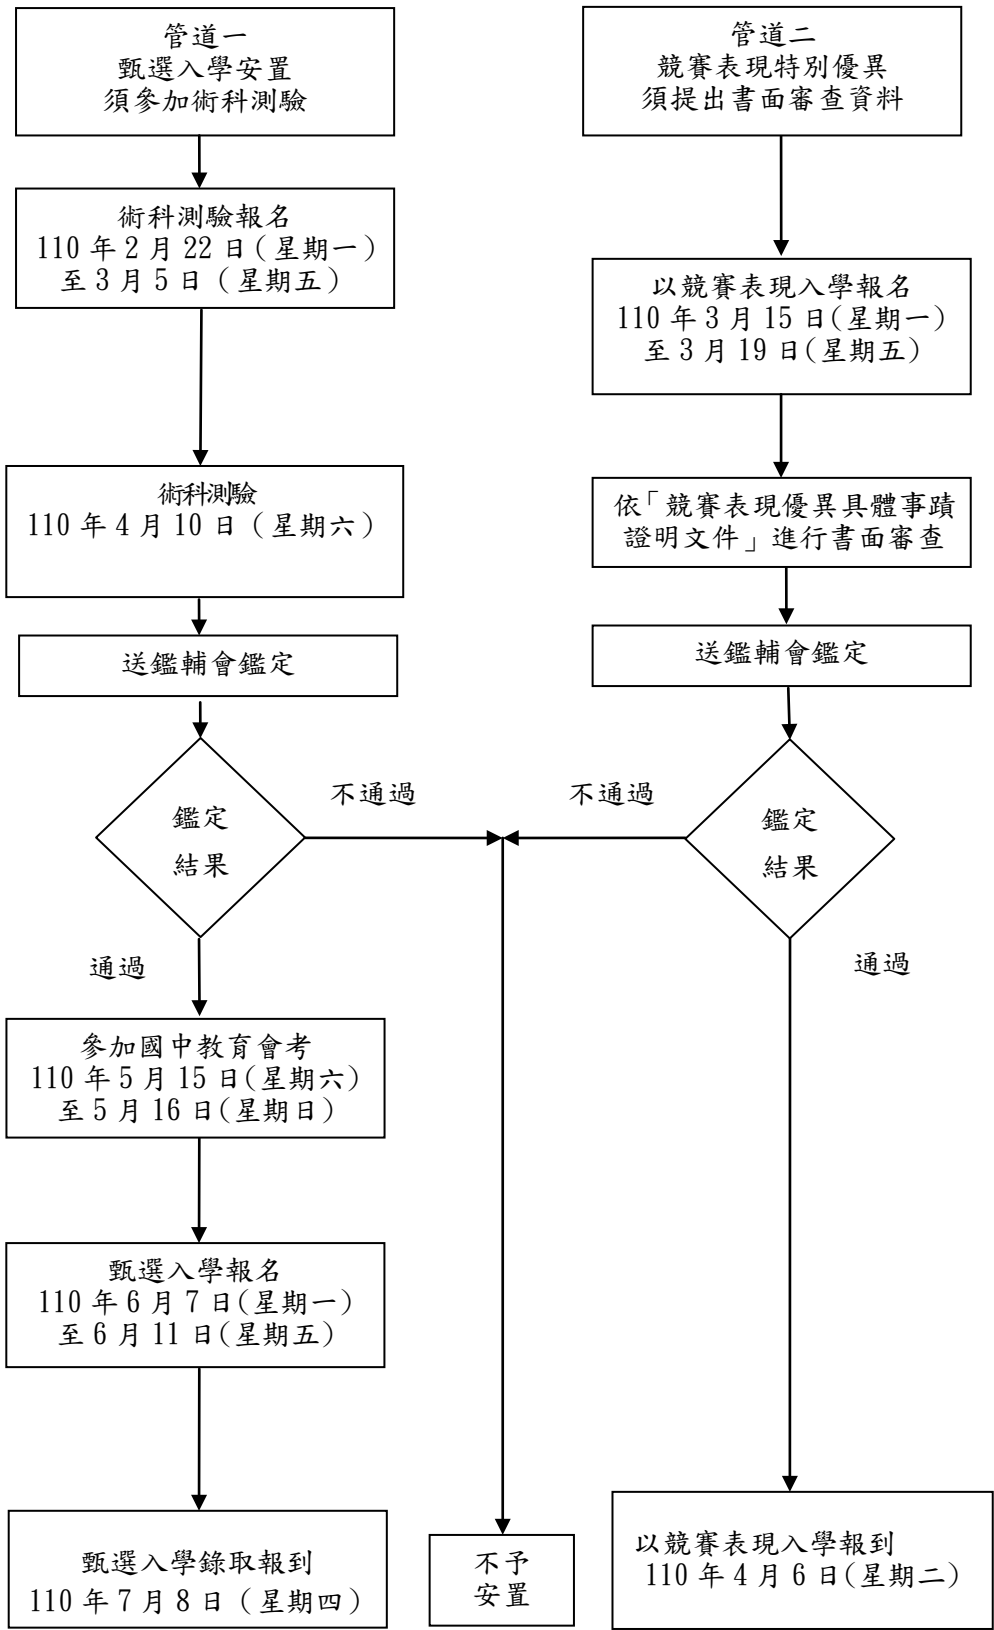 管道一
甄選入學安置
須參加術科測驗
術科測驗報名
110 年 2 月 22 日（星期一）
至 3 月 5 日（星期五）
術科測驗
110 年 4 月 10 日（星期六）
送鑑輔會鑑定
鑑定
結果
不通過
通過
參加國中教育會考
110 年 5 月 15 日(星期六)
至 5 月 16 日(星期日)
甄選入學報名
110 年 6 月 7 日(星期一)
至 6 月 11 日(星期五)
甄選入學錄取報到
110 年 7 月 8 日（星期四）
管道二
競賽表現特別優異
須提出書面審查資料
以競賽表現入學報名
110 年 3 月 15 日(星期一)
至 3 月 19 日(星期五)
依「競賽表現優異具體事蹟
證明文件」進行書面審查
送鑑輔會鑑定
鑑定
結果
不通過
通過
不予
安置
以競賽表現入學報到
110 年 4 月 6 日(星期二)